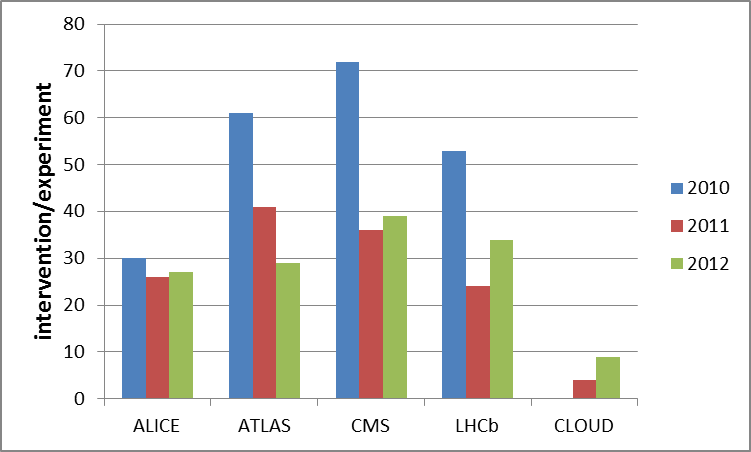 80
70
60
50
40
30
20
10
0
intervention/experiment
ALICE
ATLAS
CMS
LHCb
CLOUD
2010
2011
2012